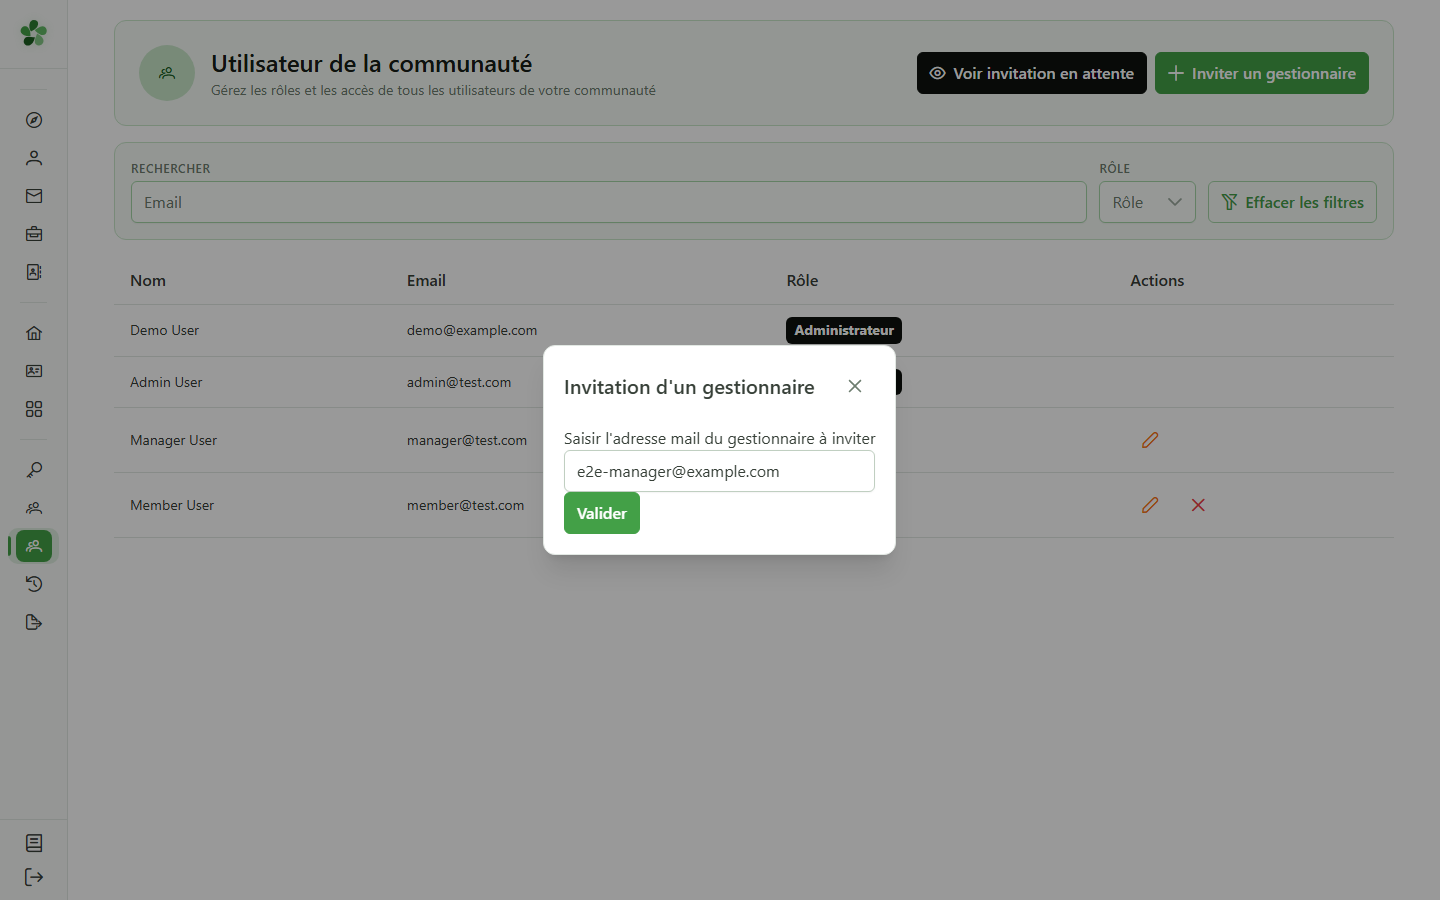 Utilisateur de la communauté
Gérez les rôles et les accès de tous les utilisateurs de votre communauté
Voir invitation en attente
Inviter un gestionnaire
RECHERCHER
RÔLE
Email
Rôle
Effacer les filtres
Nom Email Rôle Actions
Demo User demo@example.com Administrateur
Admin User admin@test.com
Manager User manager@test.com
Member User member@test.com
Invitation d'un gestionnaire
Saisir l'adresse mail du gestionnaire à inviter
e2e-manager@example.com
Valider